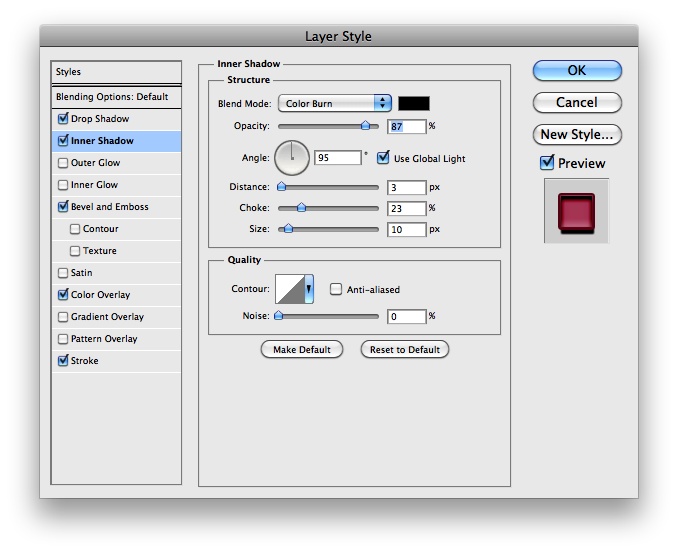 Layer Style
Styles
Blending Options: Default
Drop Shadow
Inner Shadow
Outer Glow
Inner Glow
Bevel and Emboss
Contour
Texture
Satin
Color Overlay
Gradient Overlay
Pattern Overlay
Stroke
Inner Shadow
Structure
Blend Mode: Color Burn
Opacity: 87 %
Angle: 95 ° Use Global Light
Distance: 3 px
Choke: 23 %
Size: 10 px
Quality
Contour: Anti-aliased
Noise: 0 %
Make Default Reset to Default
OK
Cancel
New Style...
Preview